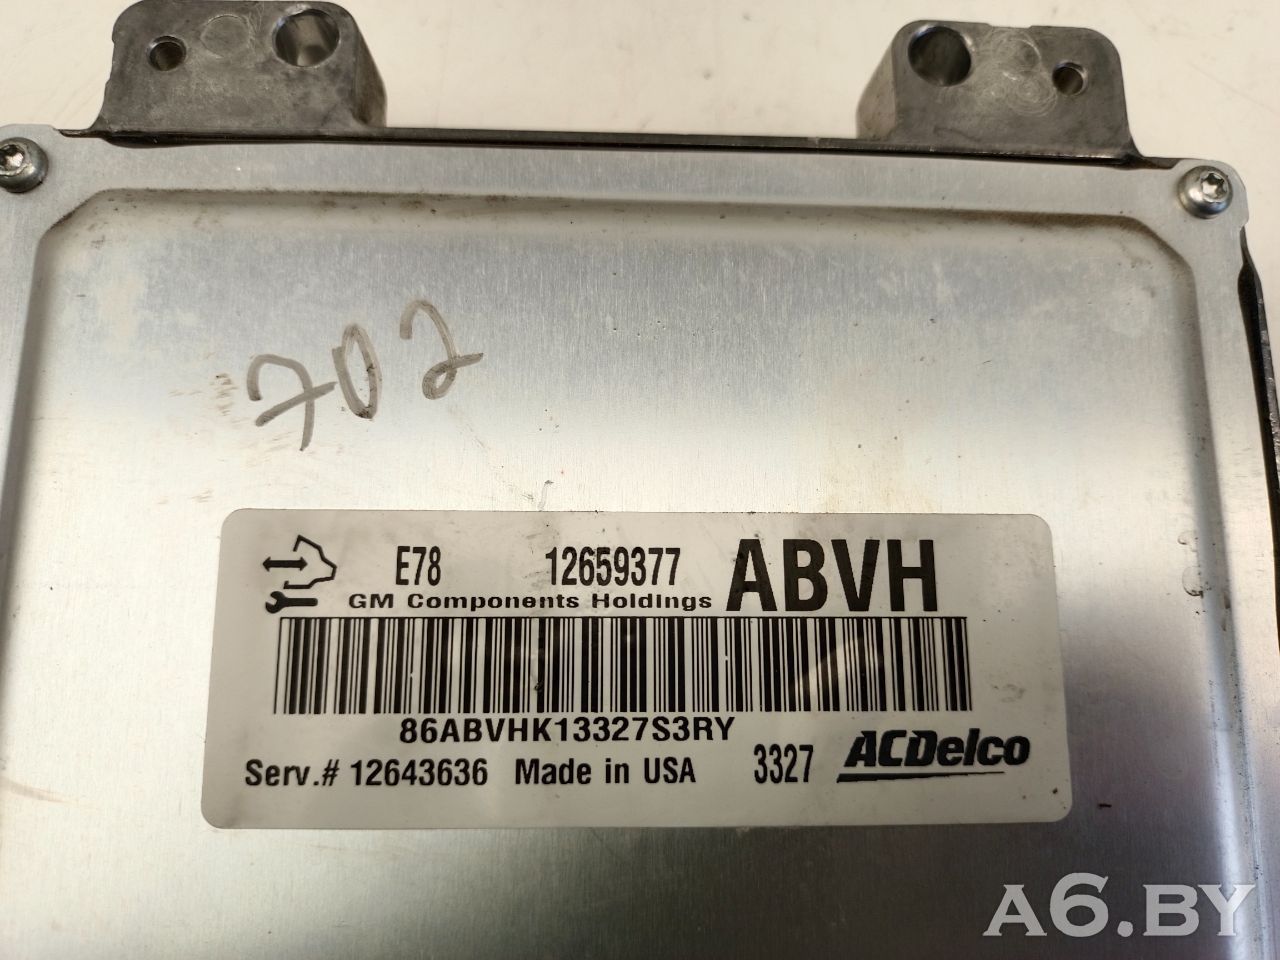 702
E78 12659377 ABVH
GM Components Holdings
86ABVHK13327S3RY
Serv.# 12643636 Made in USA 3327 ACDelco
A6.BY